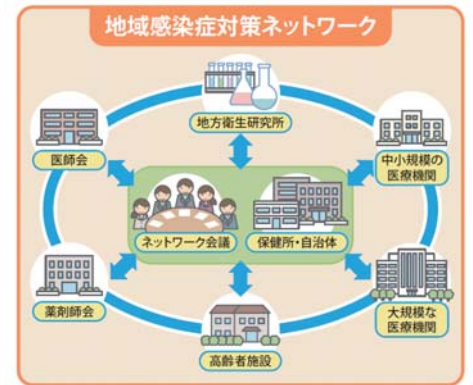 地域感染症対策ネットワーク
地方衛生研究所
医師会
中小規模の
医療機関
ネットワーク会議
保健所・自治体
薬剤師会
大規模な
医療機関
高齢者施設